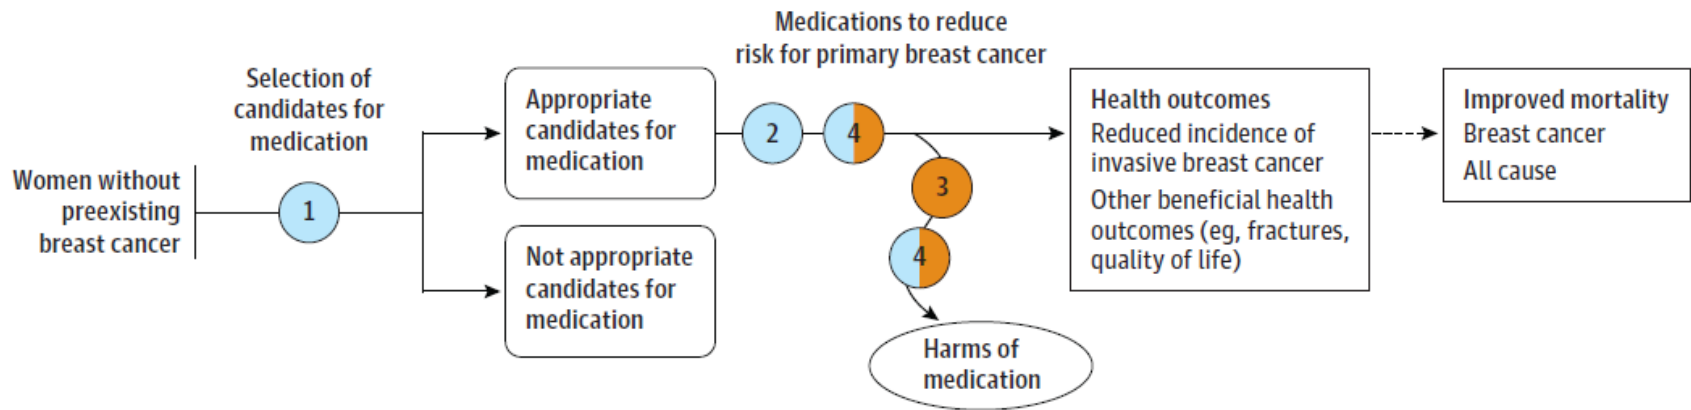 Women without
preexisting
breast cancer
Selection of
candidates for
medication
1
Appropriate
candidates for
medication
Not appropriate
candidates for
medication
Medications to reduce
risk for primary breast cancer
2
4
3
4
Harms of
medication
Health outcomes
Reduced incidence of
invasive breast cancer
Other beneficial health
outcomes (eg, fractures,
quality of life)
Improved mortality
Breast cancer
All cause